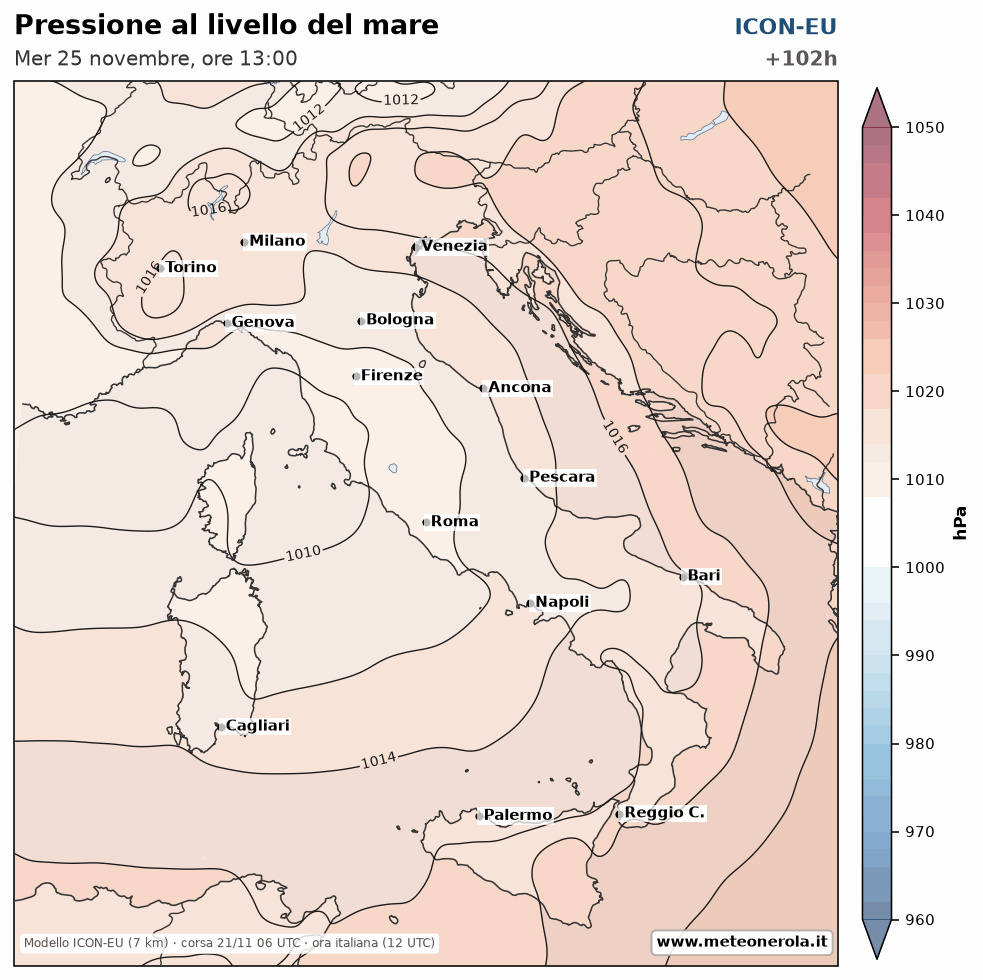 Pressione al livello del mare
ICON-EU
Mer 25 novembre, ore 13:00
+102h
1012
1012
1016
Milano
Venezia
1016
Torino
Genova
Bologna
Firenze
Ancona
1016
Pescara
Roma
1010
Bari
Napoli
Cagliari
1014
Palermo
Reggio C.
Modello ICON-EU (7 km) · corsa 21/11 06 UTC · ora italiana (12 UTC)
www.meteonerola.it
1050
1040
1030
1020
1010
1000
990
980
970
960
hPa